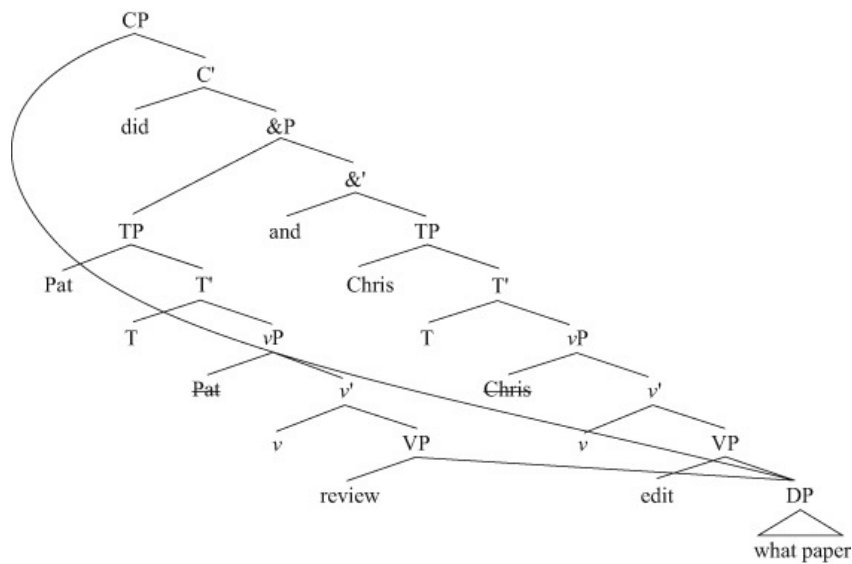 CP
C'
did &P
&'
TP and TP
Pat T' Chris T'
T vP T vP
Pat v' Chris v'
v VP v VP
review edit DP
what paper